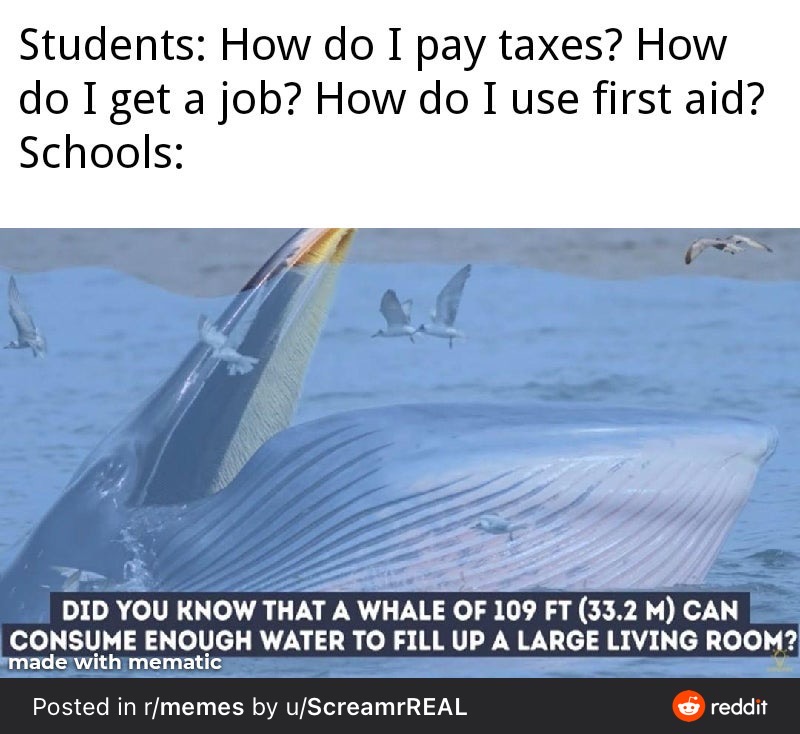 Students: How do I pay taxes? How
do I get a job? How do I use first aid?
Schools:
DID YOU KNOW THAT A WHALE OF 109 FT (33.2 M) CAN
CONSUME ENOUGH WATER TO FILL UP A LARGE LIVING ROOM?
made with mematic
Posted in r/memes by u/ScreamrREAL
reddit